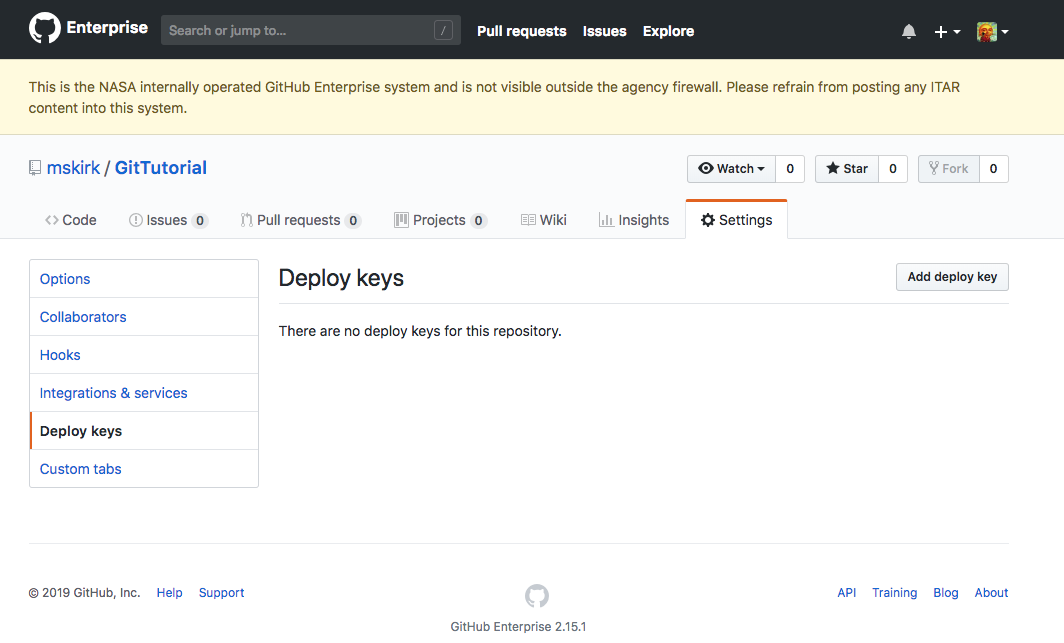 Enterprise Search or jump to... / Pull requests Issues Explore
This is the NASA internally operated GitHub Enterprise system and is not visible outside the agency firewall. Please refrain from posting any ITAR
content into this system.
mskirk / GitTutorial Watch 0 Star 0 Fork 0
Code Issues 0 Pull requests 0 Projects 0 Wiki Insights Settings
Options
Collaborators
Hooks
Integrations & services
Deploy keys
Custom tabs
Deploy keys Add deploy key
There are no deploy keys for this repository.
© 2019 GitHub, Inc. Help Support API Training Blog About
GitHub Enterprise 2.15.1